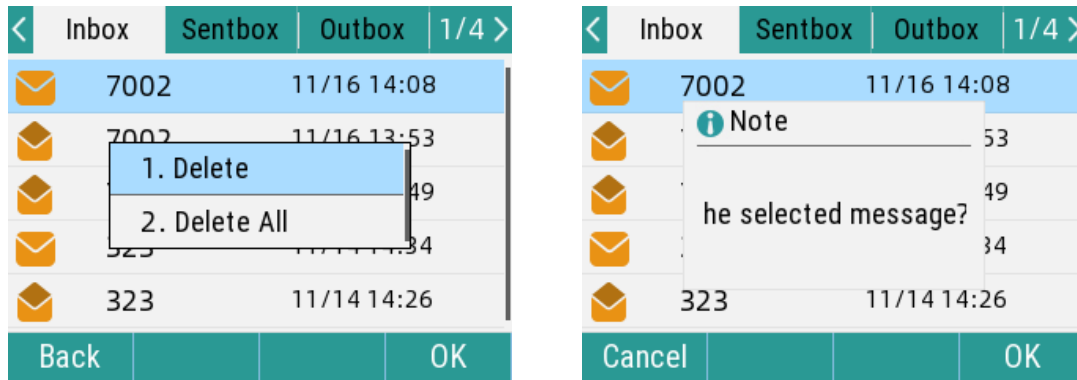 Inbox Sentbox Outbox 1/4
7002 11/16 14:08
7002 11/16 13:53
49
1. Delete
2. Delete All
34
323 11/14 14:26
Back OK
Inbox Sentbox Outbox 1/4
7002 11/16 14:08
Note
53
49
he selected message?
34
323 11/14 14:26
Cancel OK